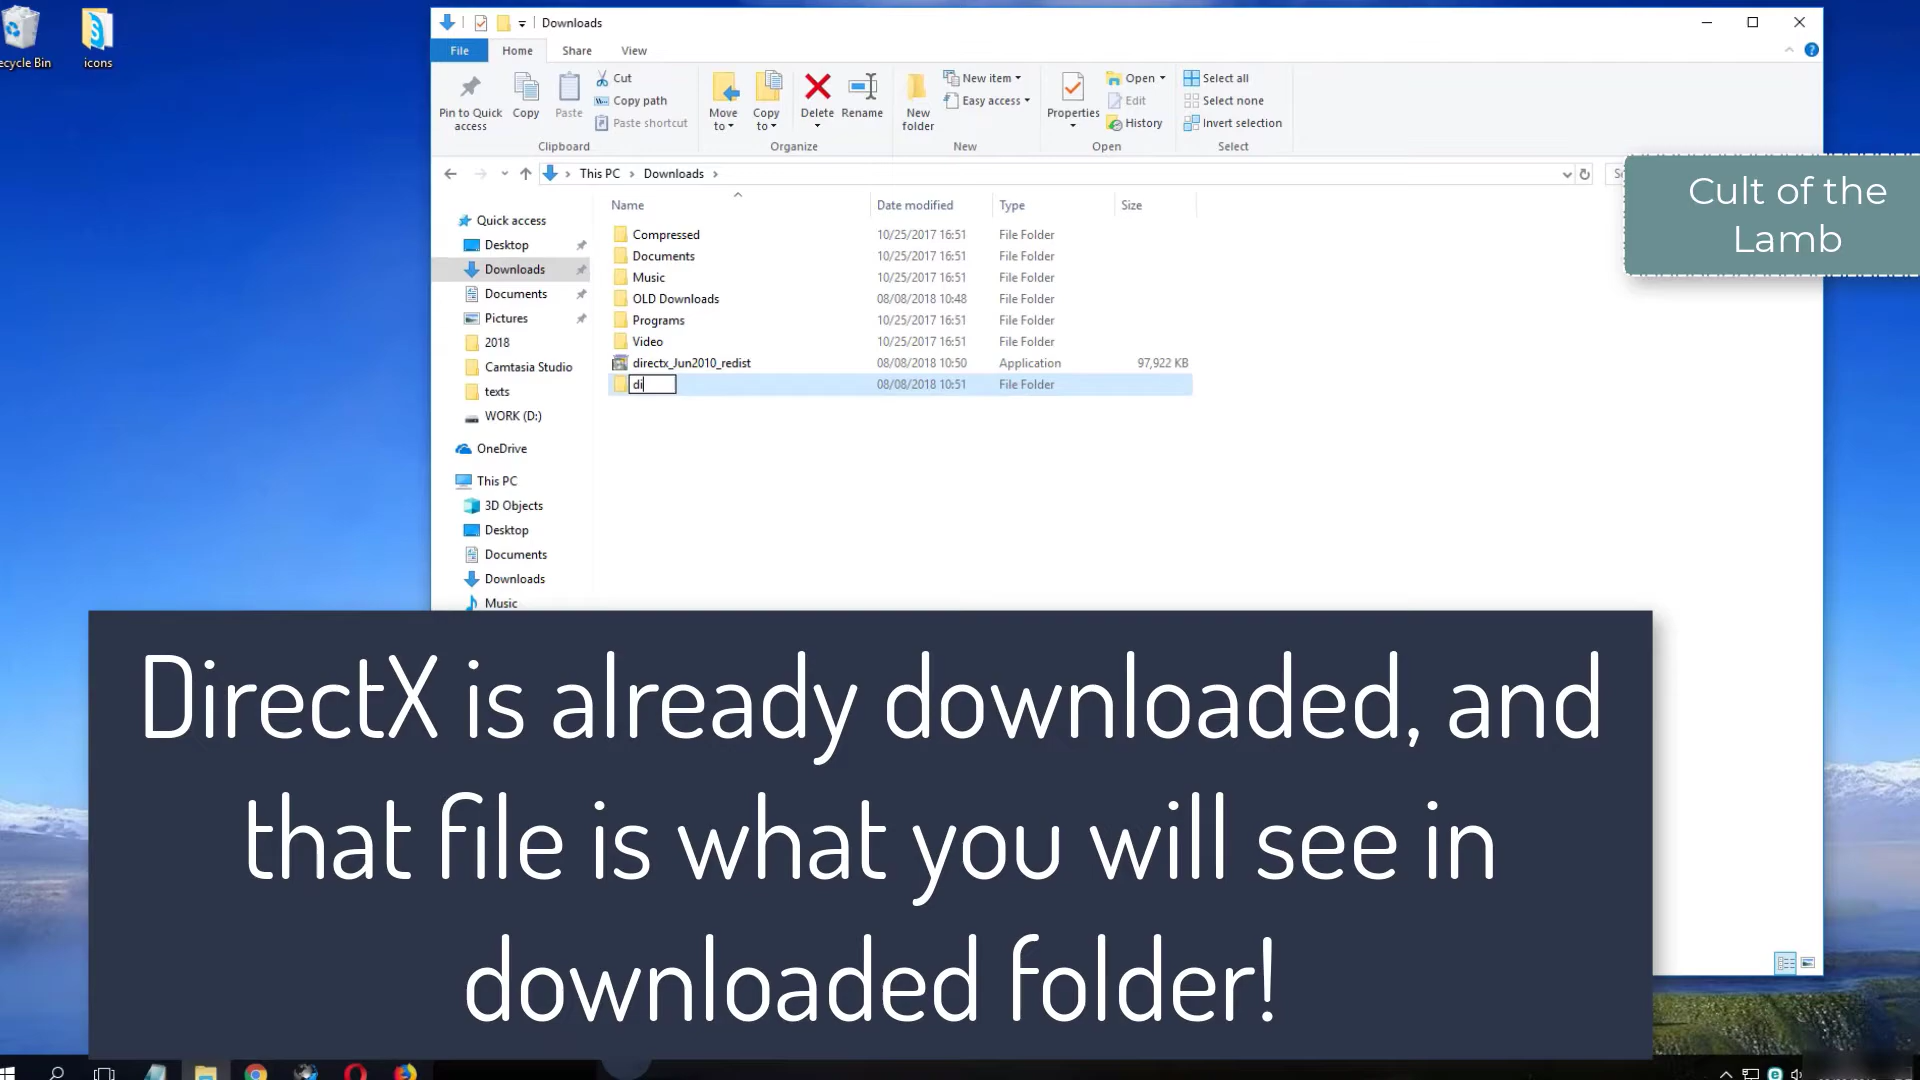 Downloads
File Home Share View
Pin to Quick access
Copy
Paste
Cut
Copy path
Paste shortcut
Move to
Copy to
Delete
Rename
New folder
New item
Easy access
Properties
Open
Edit
History
Select all
Select none
Invert selection
Clipboard Organize New Open Select
This PC Downloads
Name Date modified Type Size
Compressed 10/25/2017 16:51 File Folder
Documents 10/25/2017 16:51 File Folder
Music 10/25/2017 16:51 File Folder
OLD Downloads 08/08/2018 10:48 File Folder
Programs 10/25/2017 16:51 File Folder
Video 10/25/2017 16:51 File Folder
directx_Jun2010_redist 08/08/2018 10:50 Application 97,922 KB
di 08/08/2018 10:51 File Folder
Quick access
Desktop
Downloads
Documents
Pictures
2018
Camtasia Studio
texts
WORK (D:)
OneDrive
This PC
3D Objects
Desktop
Documents
Downloads
Music
ecycle Bin
icons
Cult of the
Lamb
DirectX is already downloaded, and
that file is what you will see in
downloaded folder!